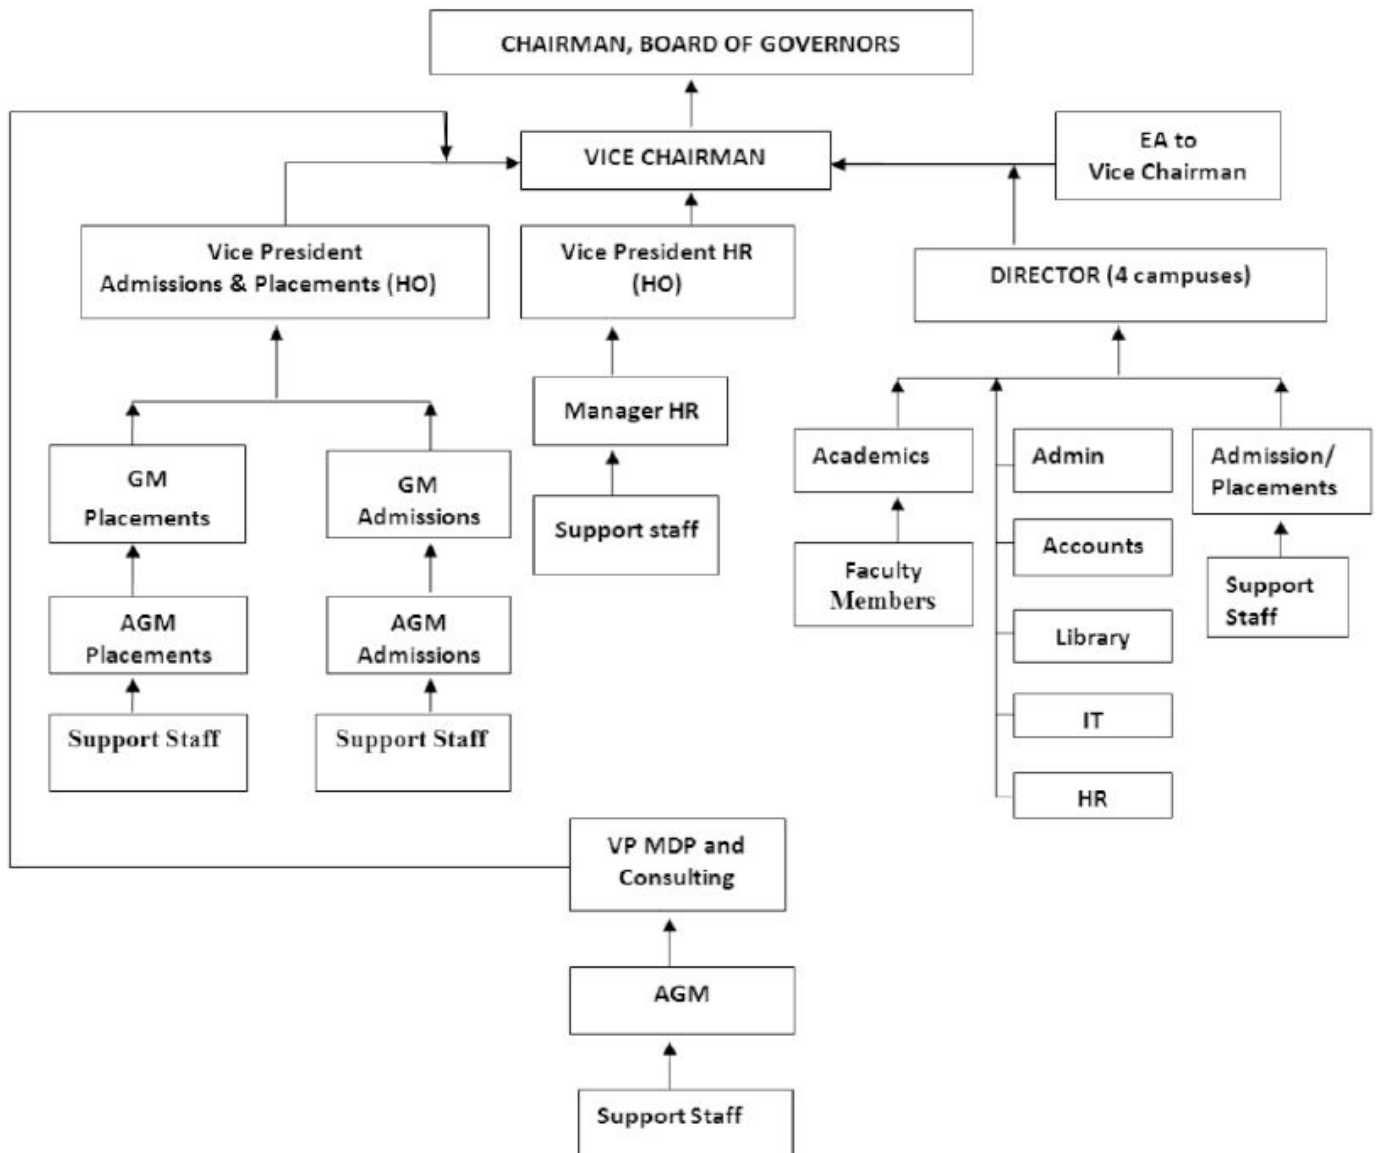 CHAIRMAN, BOARD OF GOVERNORS
VICE CHAIRMAN
EA to
Vice Chairman
Vice President
Admissions & Placements (HO)
Vice President HR
(HO)
DIRECTOR (4 campuses)
Manager HR
Support staff
GM
Placements
GM
Admissions
AGM
Placements
AGM
Admissions
Support Staff
Support Staff
Academics
Faculty
Members
Admin
Accounts
Library
IT
HR
Admission/
Placements
Support
Staff
VP MDP and
Consulting
AGM
Support Staff